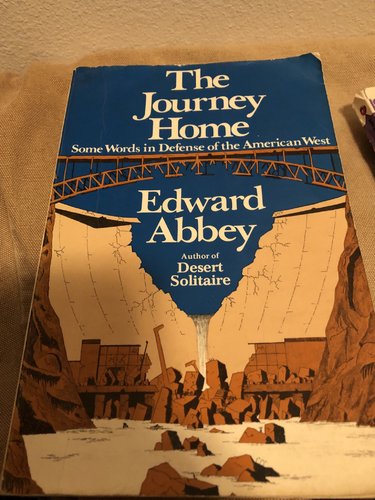 The
Journey
Home
Some Words in Defense of the American West
Edward
Abbey
Author of
Desert
Solitaire